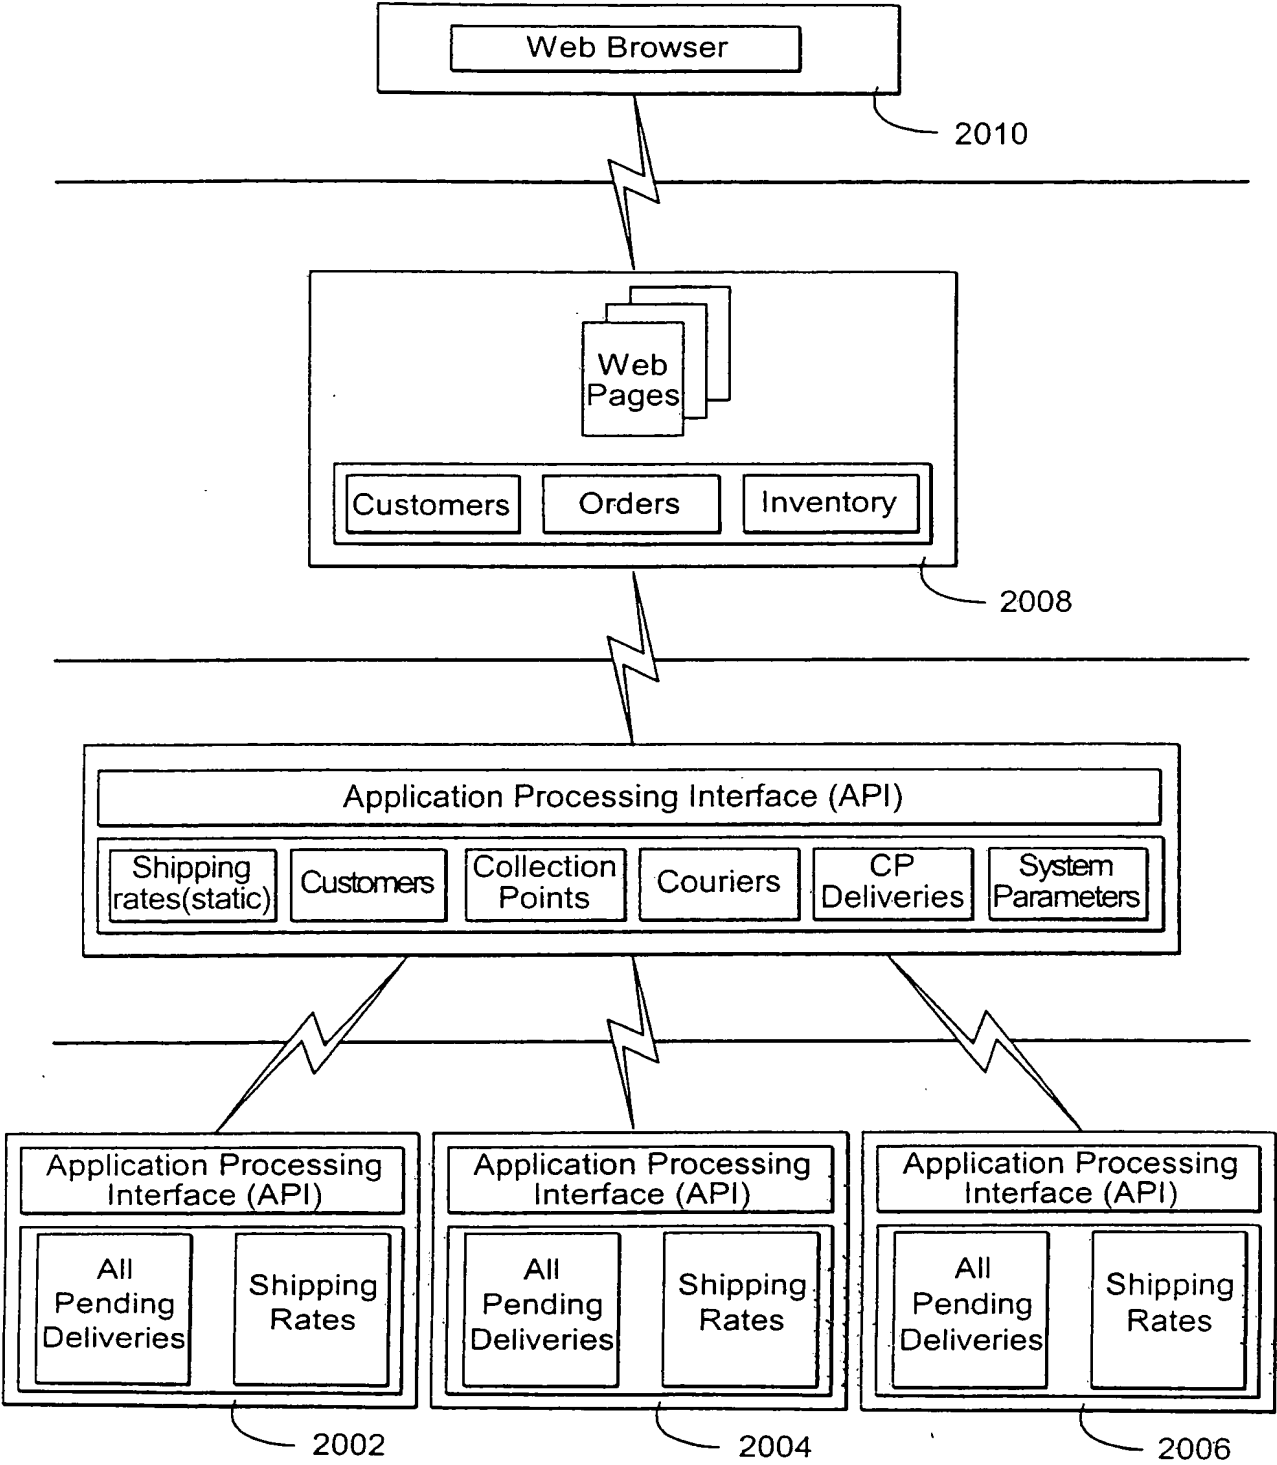 Web Browser
2010
Web
Pages
Customers
Orders
Inventory
2008
Application Processing Interface (API)
Shipping
rates(static)
Customers
Collection
Points
Couriers
CP
Deliveries
System
Parameters
Application Processing
Interface (API)
All
Pending
Deliveries
Shipping
Rates
2002
Application Processing
Interface (API)
All
Pending
Deliveries
Shipping
Rates
2004
Application Processing
Interface (API)
All
Pending
Deliveries
Shipping
Rates
2006